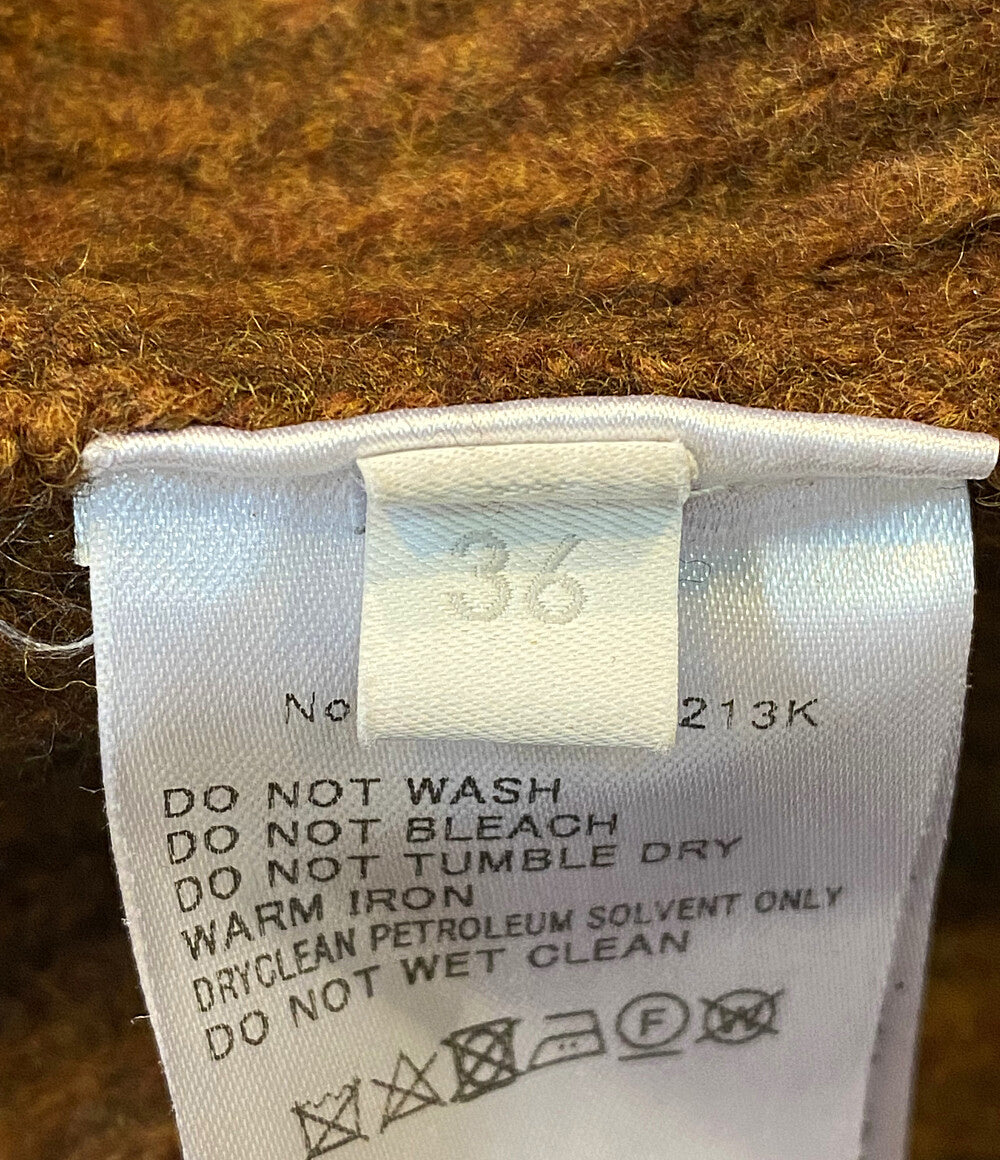 36
No 213K
DO NOT WASH
DO NOT BLEACH
DO NOT TUMBLE DRY
WARM IRON
DRYCLEAN PETROLEUM SOLVENT ONLY
DO NOT WET CLEAN
F W